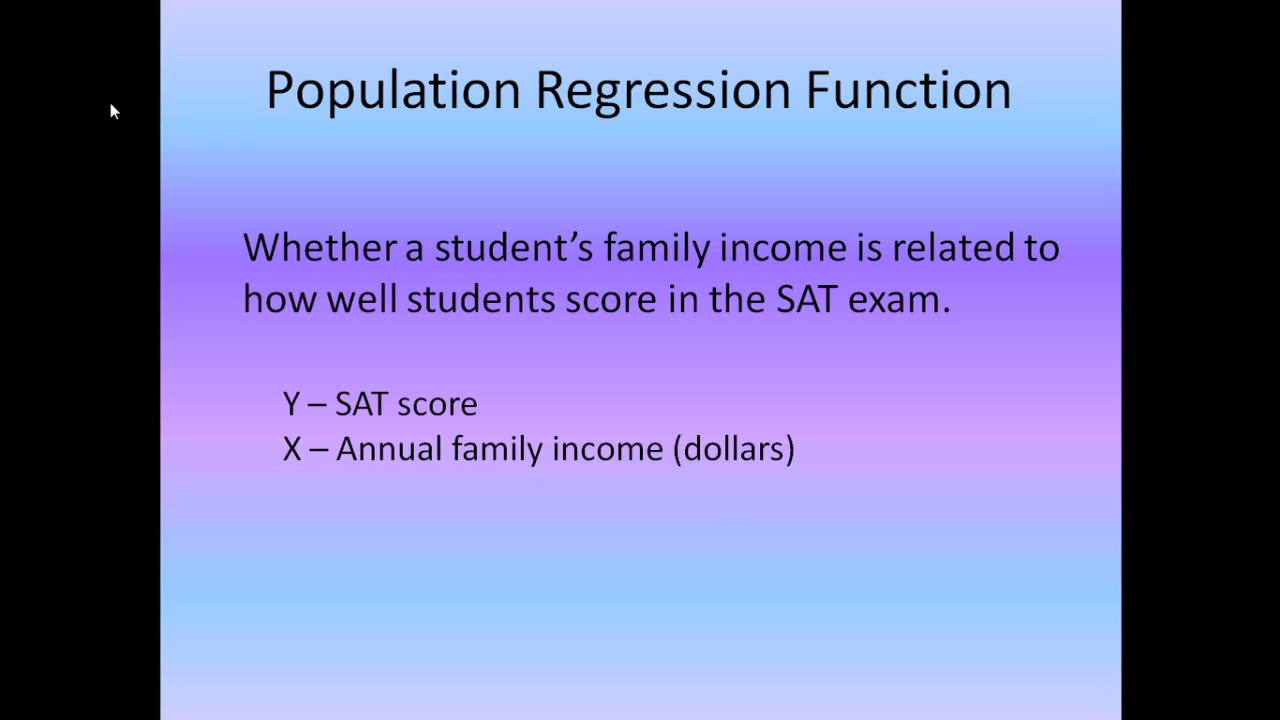 Population Regression Function
Whether a student’s family income is related to
how well students score in the SAT exam.
Y – SAT score
X – Annual family income (dollars)